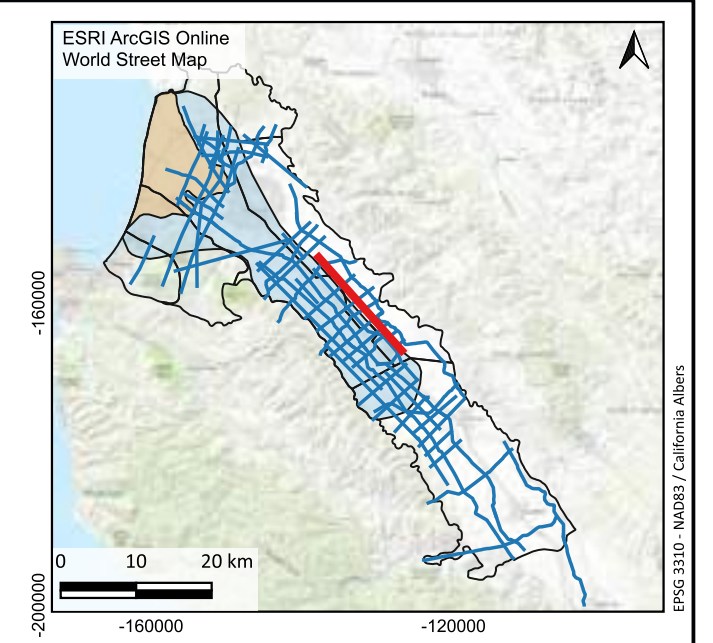 ESRI ArcGIS Online
World Street Map
-160000
-200000
0 10 20 km
-160000 -120000
EPSG 3310 - NAD83 / California Albers